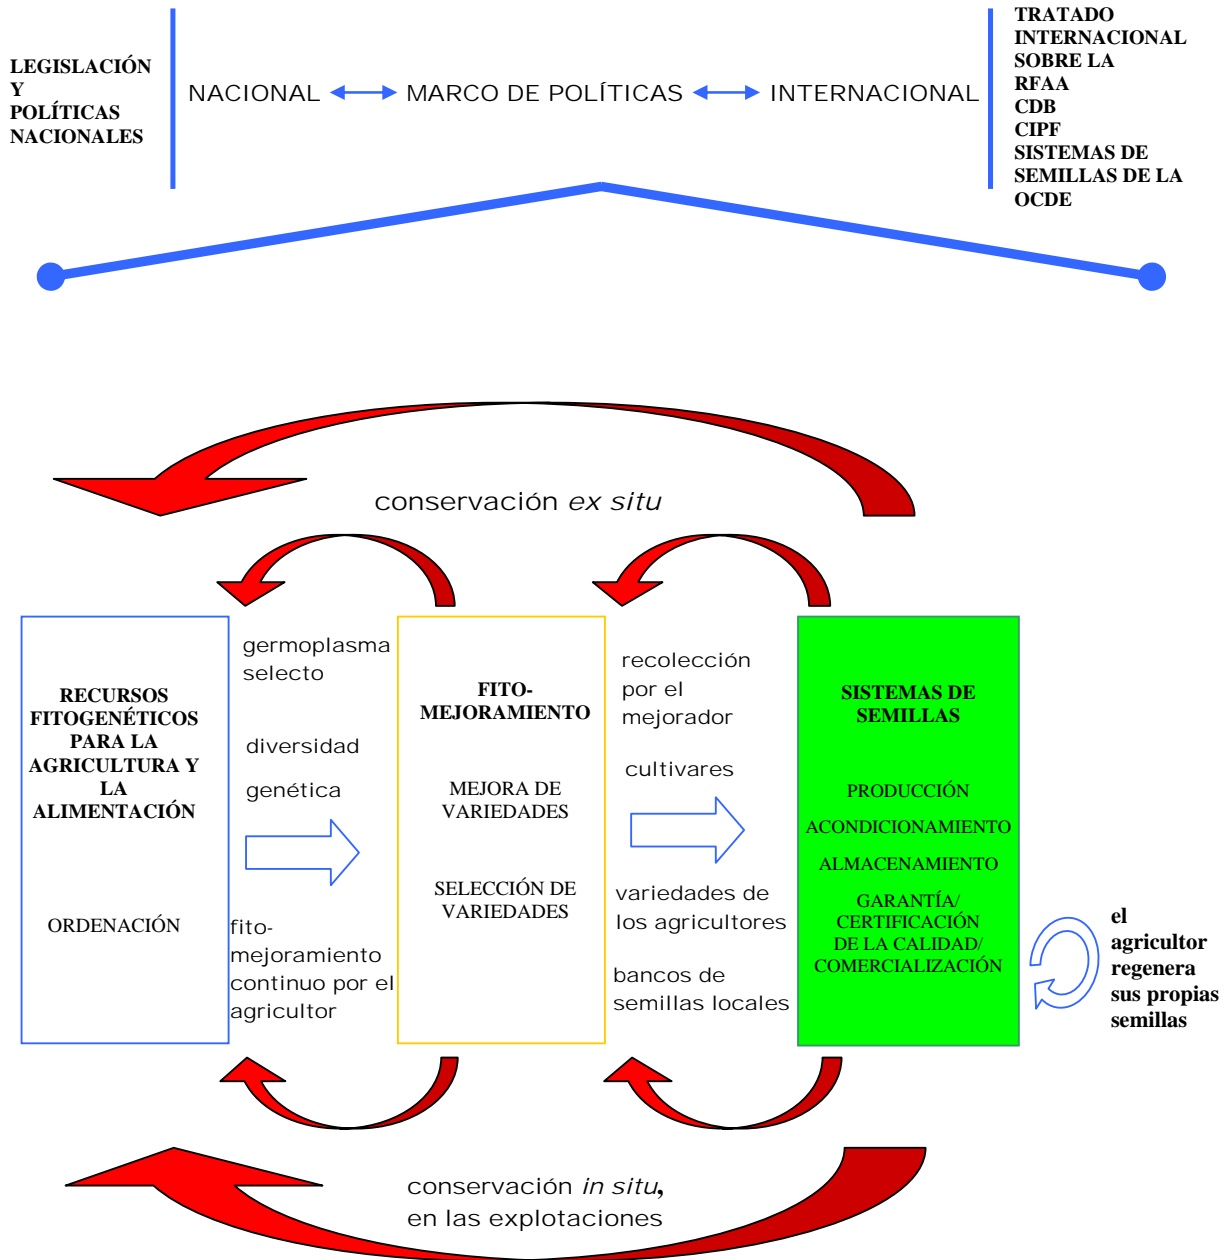 LEGISLACIÓN
Y
POLÍTICAS
NACIONALES
NACIONAL
MARCO DE POLÍTICAS
INTERNACIONAL
TRATADO
INTERNACIONAL
SOBRE LA
RFAA
CDB
CIPF
SISTEMAS DE
SEMILLAS DE LA
OCDE
conservación ex situ
RECURSOS
FITOGENÉTICOS
PARA LA
AGRICULTURA Y
LA
ALIMENTACIÓN
ORDENACIÓN
germoplasma
selecto
diversidad
genética
fito-
mejoramiento
continuo por el
agricultor
FITO-
MEJORAMIENTO
MEJORA DE
VARIEDADES
SELECCIÓN DE
VARIEDADES
recolección
por el
mejorador
cultivares
variedades de
los agricultores
bancos de
semillas locales
SISTEMAS DE
SEMILLAS
PRODUCCIÓN
ACONDICIONAMIENTO
ALMACENAMIENTO
GARANTÍA/
CERTIFICACIÓN
DE LA CALIDAD/
COMERCIALIZACIÓN
el
agricultor
regenera
sus propias
semillas
conservación in situ,
en las explotaciones